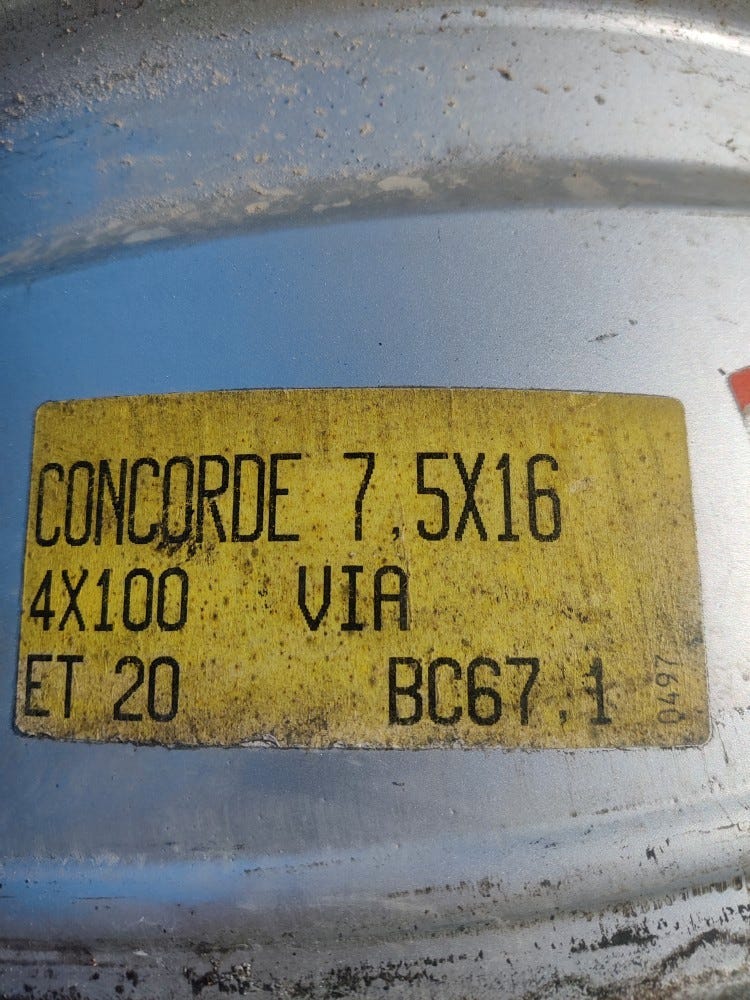 CONCORDE 7,5X16
4X100 VIA
ET 20 BC67,1
0497